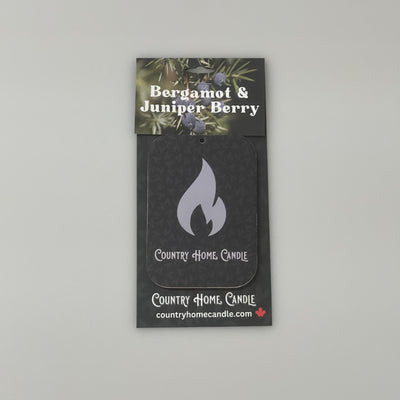 Bergamot &
Juniper Berry
Country Home Candle
Country Home Candle
countryhomecandle.com